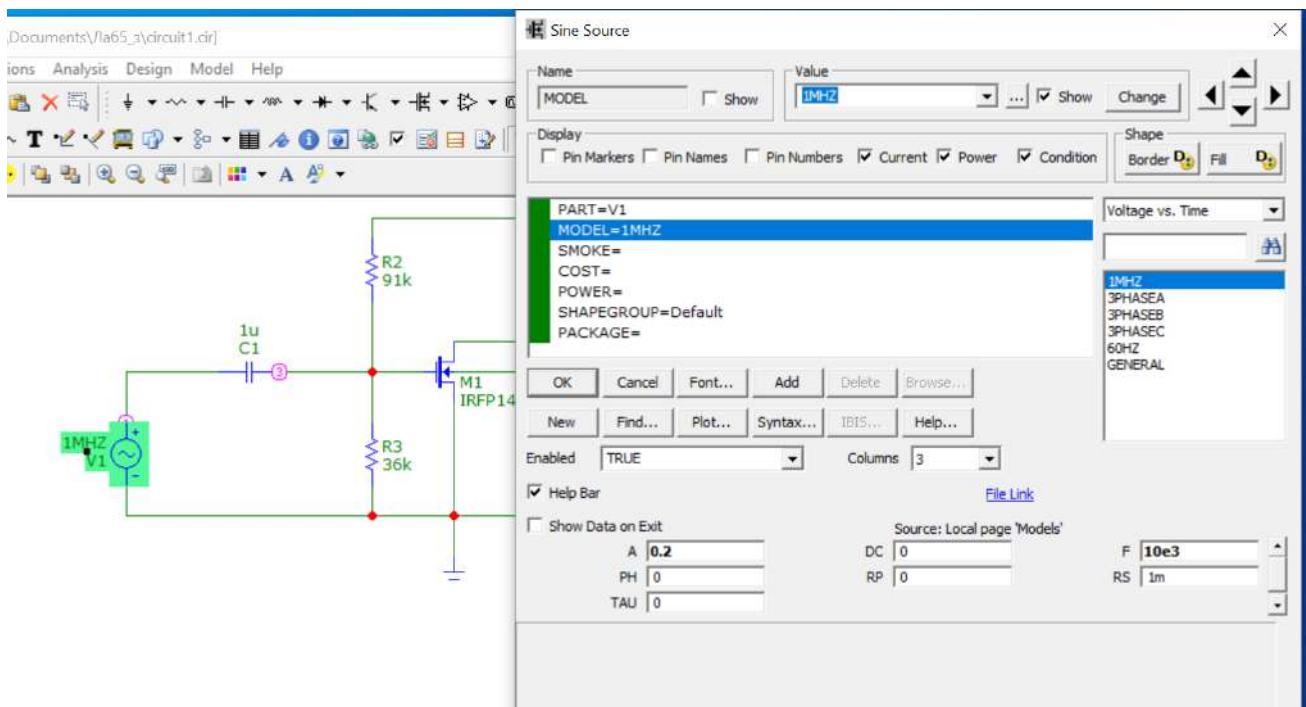 \Documents\/la65_з\circuit1.cir]
ions Analysis Design Model Help
T
A
R2
91k
1u
C1
3
M1
IRFP14
1MHZ
V1
R3
36k
Sine Source
Name
MODEL
Show
Value
1MHZ
...
Show
Change
Display
Pin Markers Pin Names Pin Numbers Current Power Condition
Shape
Border Fill
PART=V1
MODEL=1MHZ
SMOKE=
COST=
POWER=
SHAPEGROUP=Default
PACKAGE=
Voltage vs. Time
1MHZ
3PHASEA
3PHASEB
3PHASEC
60HZ
GENERAL
OK Cancel Font... Add Delete Browse...
New Find... Plot... Syntax... IBIS... Help...
Enabled TRUE Columns 3
Help Bar File Link
Show Data on Exit Source: Local page 'Models'
A 0.2 DC 0 F 10e3
PH 0 RP 0 RS 1m
TAU 0